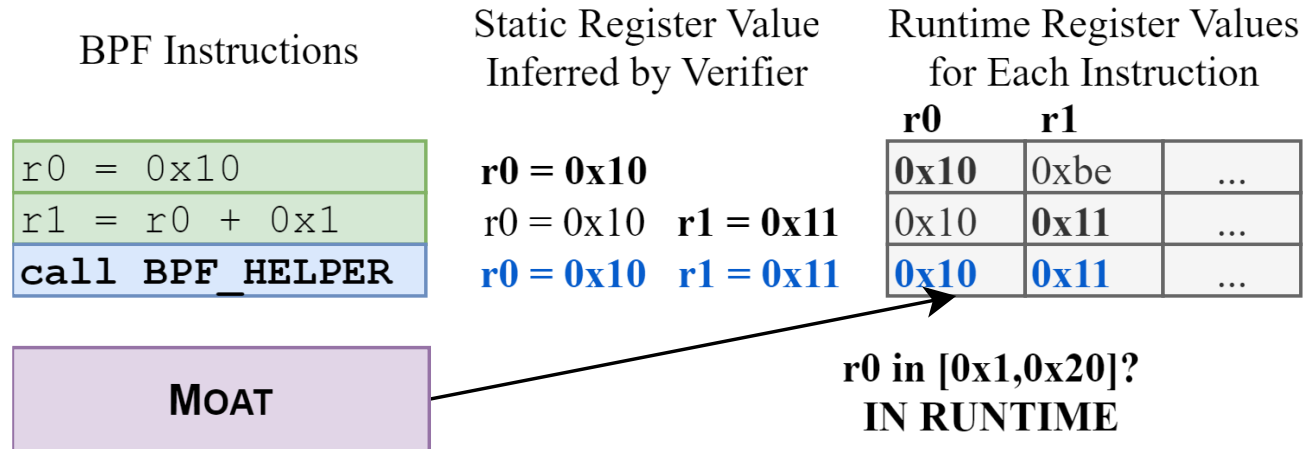 BPF Instructions
Static Register Value
Inferred by Verifier
Runtime Register Values
for Each Instruction
r0 r1
r0 = 0x10
r0 = 0x10
0x10 0xbe ...
r1 = r0 + 0x1
r0 = 0x10 r1 = 0x11
0x10 0x11 ...
call BPF_HELPER
r0 = 0x10 r1 = 0x11
0x10 0x11 ...
MOAT
r0 in [0x1,0x20]?
IN RUNTIME